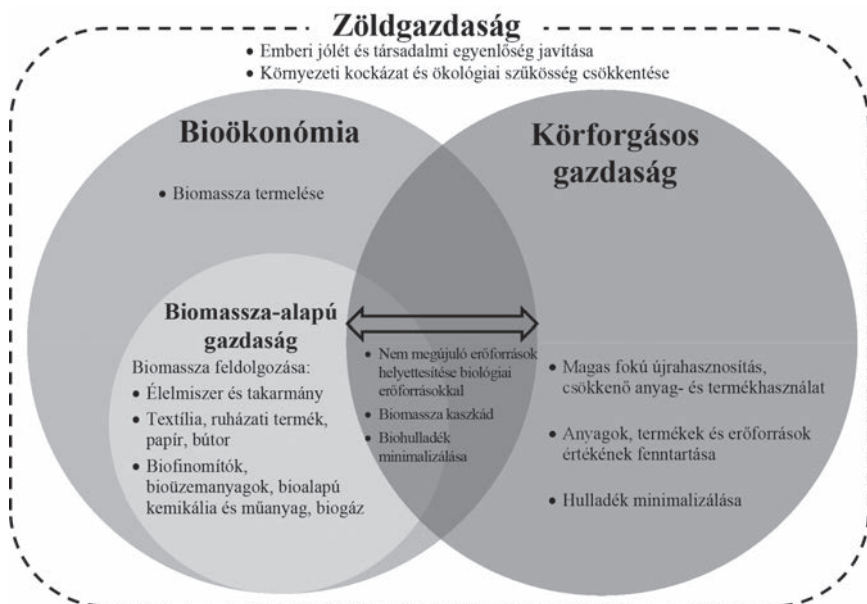 Zöldgazdaság
• Emberi jólét és társadalmi egyenlőség javítása
• Környezeti kockázat és ökológiai szűkösség csökkentése
Bioökonómia
• Biomassza termelése
Biomassza-alapú
gazdaság
Biomassza feldolgozása:
• Élelmiszer és takarmány
• Textília, ruházati termék,
papír, bútor
• Biofinomítók,
bioüzemanyagok, bioalapú
kemikália és műanyag, biogáz
• Nem megújuló erőforrások
helyettesítése biológiai
erőforrásokkal
• Biomassza kaszkád
• Biohulladék
minimalizálása
Körforgásos
gazdaság
• Magas fokú újrahasznosítás,
csökkenő anyag- és termékhasználat
• Anyagok, termékek és erőforrások
értékének fenntartása
• Hulladék minimalizálása